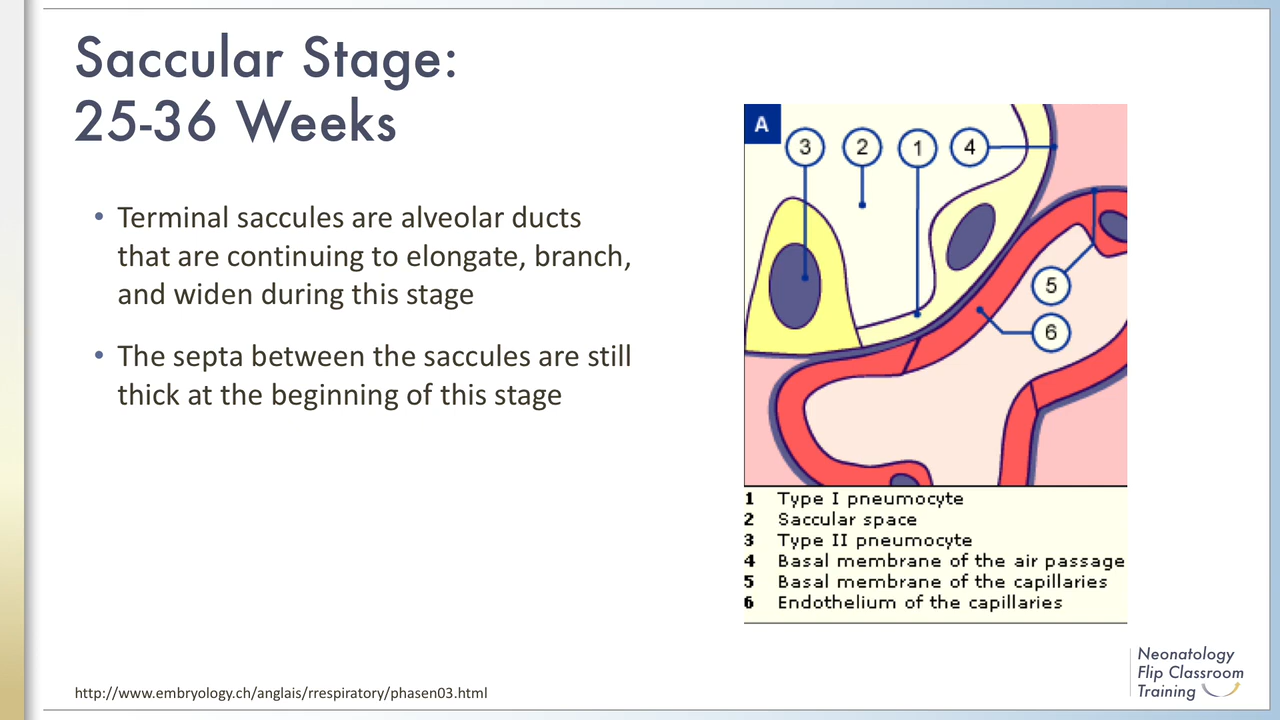 Saccular Stage:
25-36 Weeks
• Terminal saccules are alveolar ducts
that are continuing to elongate, branch,
and widen during this stage
• The septa between the saccules are still
thick at the beginning of this stage
A
3 2 1 4
5
6
1 Type I pneumocyte
2 Saccular space
3 Type II pneumocyte
4 Basal membrane of the air passage
5 Basal membrane of the capillaries
6 Endothelium of the capillaries
http://www.embryology.ch/anglais/rrespiratory/phasen03.html
Neonatology
Flip Classroom
Training